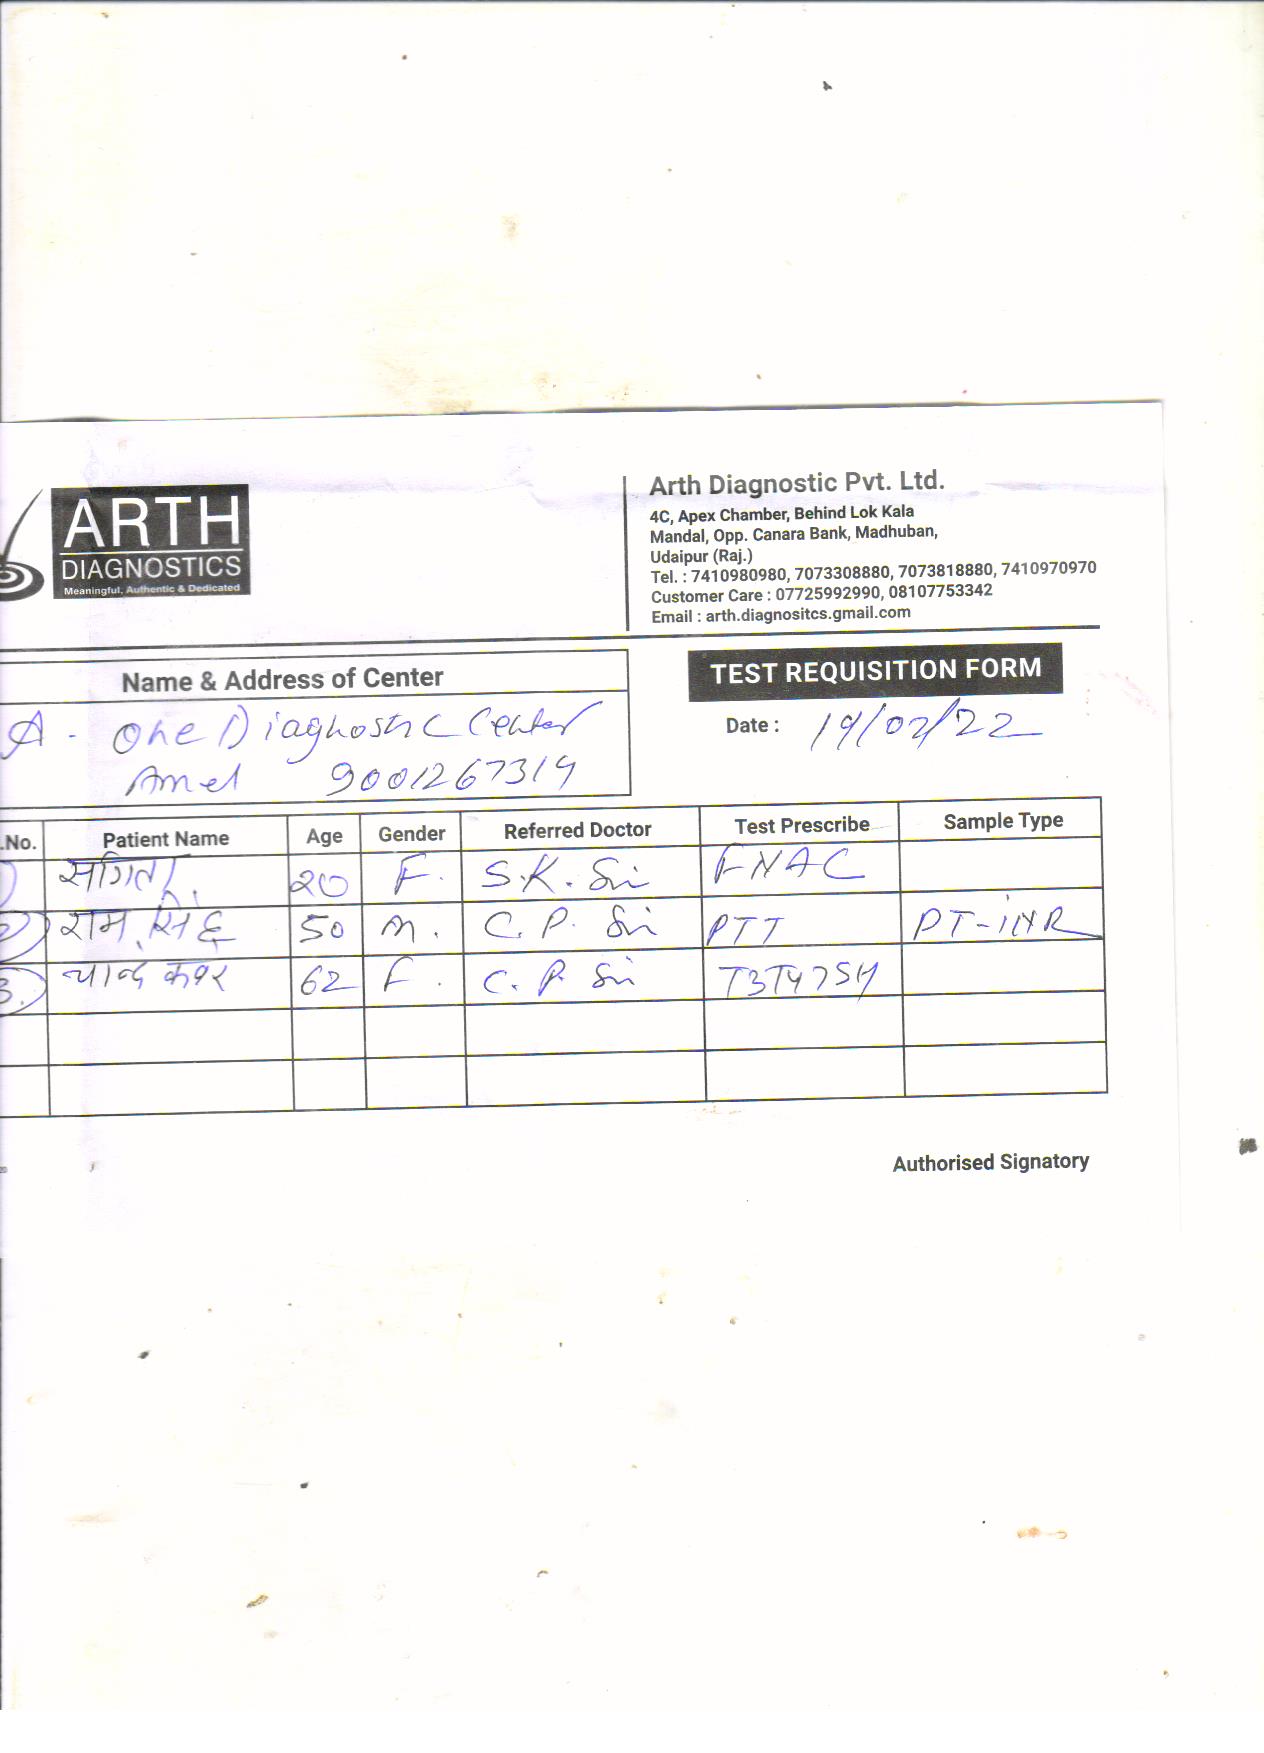 ARTH
DIAGNOSTICS
Meaningful, Authentic & Dedicated
Arth Diagnostic Pvt. Ltd.
4C, Apex Chamber, Behind Lok Kala
Mandal, Opp. Canara Bank, Madhuban,
Udaipur (Raj.)
Tel. : 7410980980, 7073308880, 7073818880, 7410970970
Customer Care : 07725992990, 08107753342
Email : arth.diagnositcs.gmail.com
Name & Address of Center
A - One Diagnostic Center
Amet 9001267319
TEST REQUISITION FORM
Date : 19/02/22
.No. Patient Name Age Gender Referred Doctor Test Prescribe Sample Type
20 F. S.K. Sir FNAC
2) राम सिंह 50 M. C. P. Sir PTT PT-iNR
3.) कंवर 62 F. C. P. Sir T3T4TSH
Authorised Signatory